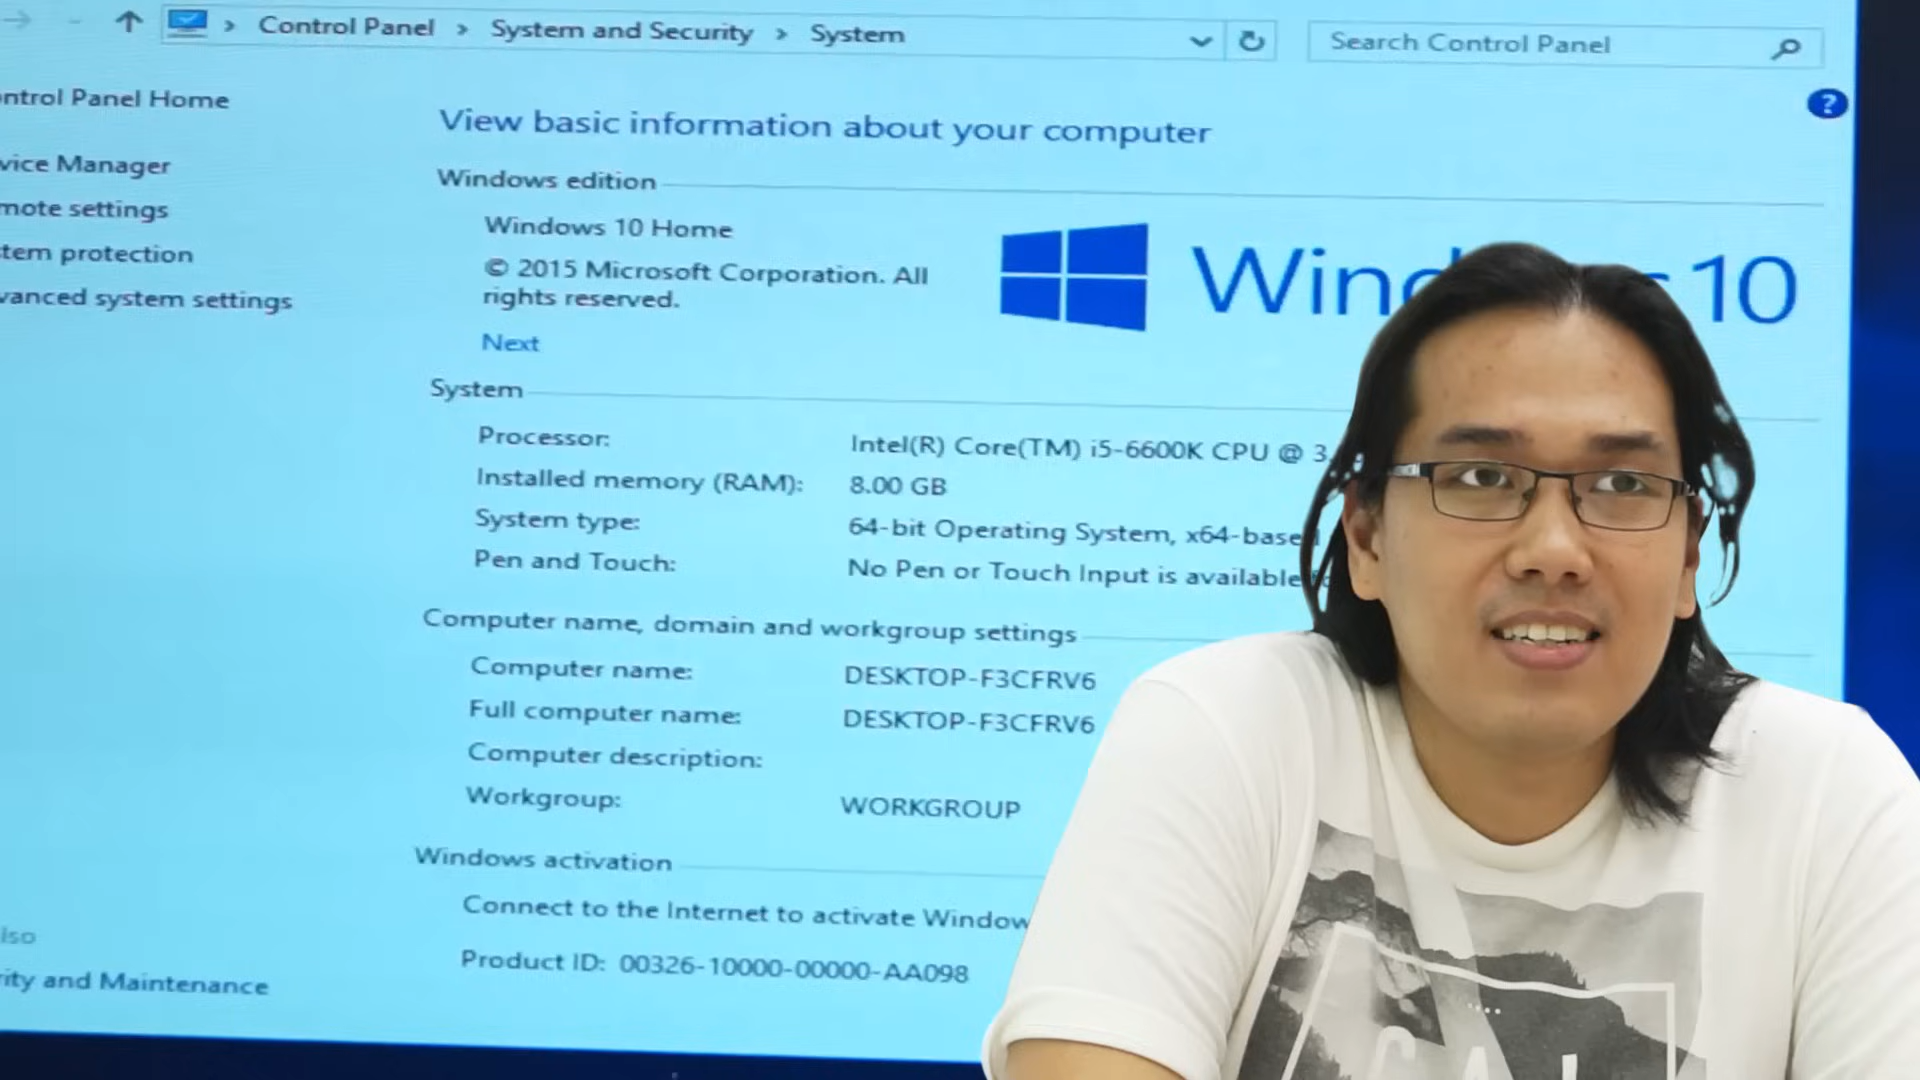 Control Panel > System and Security > System
Search Control Panel
ntrol Panel Home
vice Manager
mote settings
tem protection
vanced system settings
View basic information about your computer
Windows edition
Windows 10 Home
© 2015 Microsoft Corporation. All
rights reserved.
Next
Win 10
System
Processor: Intel(R) Core(TM) i5-6600K CPU @ 3.
Installed memory (RAM): 8.00 GB
System type: 64-bit Operating System, x64-base
Pen and Touch: No Pen or Touch Input is available
Computer name, domain and workgroup settings
Computer name: DESKTOP-F3CFRV6
Full computer name: DESKTOP-F3CFRV6
Computer description:
Workgroup: WORKGROUP
Windows activation
Connect to the Internet to activate Window
Product ID: 00326-10000-00000-AA098
lso
rity and Maintenance